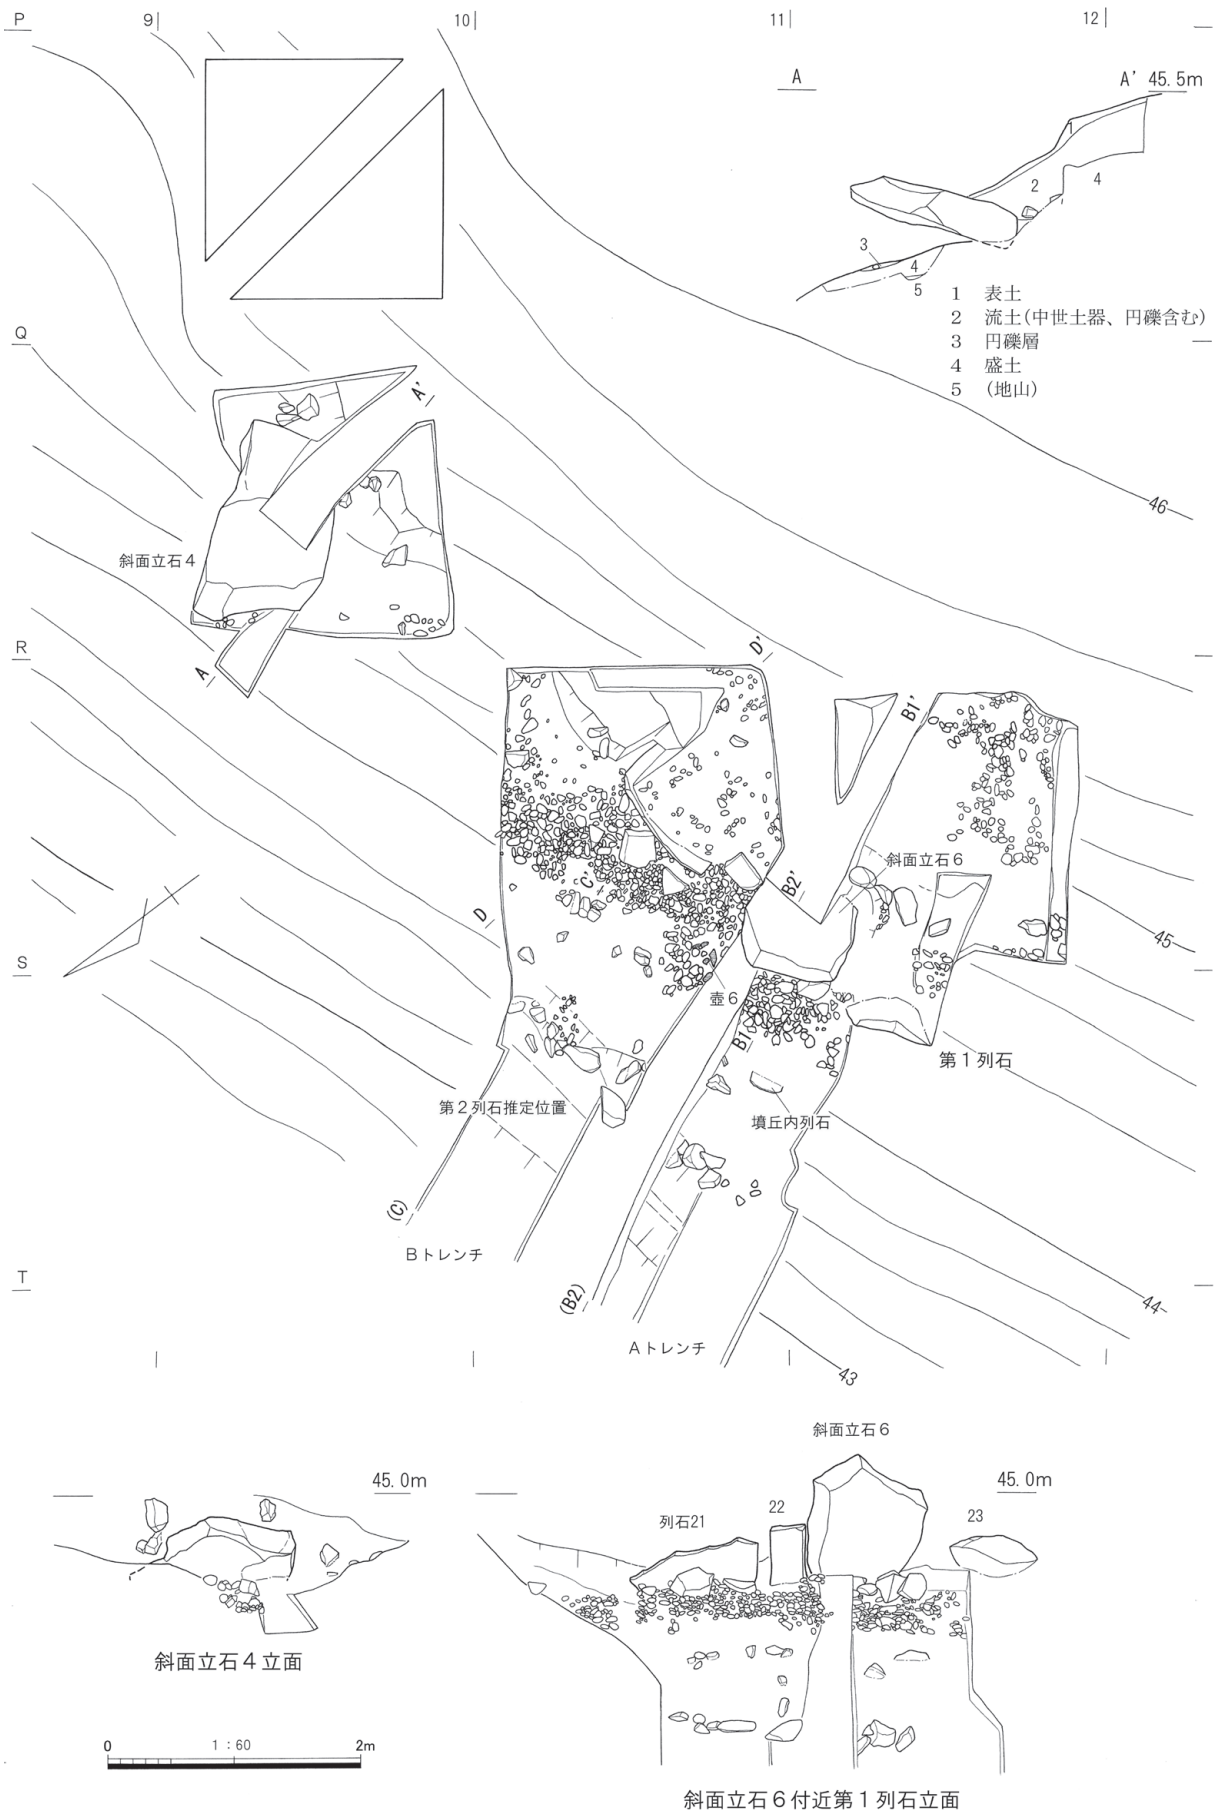 P
9
10
11
12
A
A' 45.5m
2
4
3
4
5
1 表土
2 流土(中世土器、円礫含む)
3 円礫層
4 盛土
5 (地山)
Q
A'
46
斜面立石4
R
A
D'
B1'
斜面立石6
C'
B2'
D
45
S
壺6
B1
第1列石
第2列石推定位置
墳丘内列石
(C)
Bトレンチ
T
(B2)
44
Aトレンチ
43
斜面立石6
45.0m
45.0m
列石21
22
23
斜面立石4立面
0
1:60
2m
斜面立石6付近第1列石立面